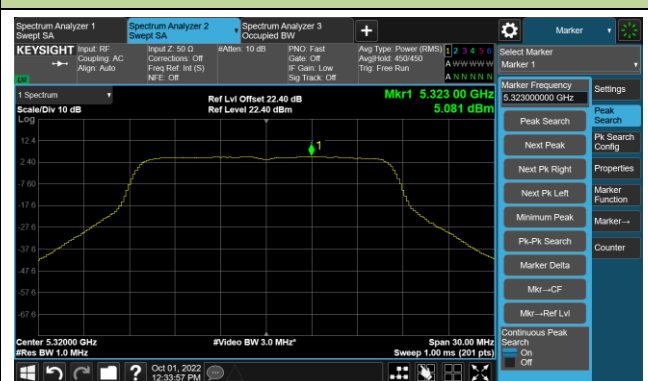 Spectrum Analyzer 1
Swept SA
Spectrum Analyzer 2
Swept SA
Spectrum Analyzer 3
Occupied BW
+
Marker
KEYSIGHT
Input: RF
Coupling: AC
Align: Auto
Input Z: 50 Ω
Corrections: Off
Freq Ref: Int (S)
NFE: Off
#Atten: 10 dB
PNO: Fast
Gate: Off
IF Gain: Low
Sig Track: Off
Avg Type: Power (RMS)
Avg|Hold: 450/450
Trig: Free Run
1 2 3 4 5 6
A W W W W W
A N N N N N
Select Marker
Marker 1
1 Spectrum
Scale/Div 10 dB
Log
Ref Lvl Offset 22.40 dB
Ref Level 22.40 dBm
Mkr1 5.323 00 GHz
5.081 dBm
1
12.4
2.40
-7.60
-17.6
-27.6
-37.6
-47.6
-57.6
-67.6
Center 5.32000 GHz
#Res BW 1.0 MHz
#Video BW 3.0 MHz*
Span 30.00 MHz
Sweep 1.00 ms (201 pts)
Marker Frequency
5.323000000 GHz
Peak Search
Next Peak
Next Pk Right
Next Pk Left
Minimum Peak
Pk-Pk Search
Marker Delta
Mkr→CF
Mkr→Ref Lvl
Continuous Peak
Search
On
Off
Settings
Peak
Search
Pk Search
Config
Properties
Marker
Function
Marker→
Counter
?
Oct 01, 2022
12:33:57 PM